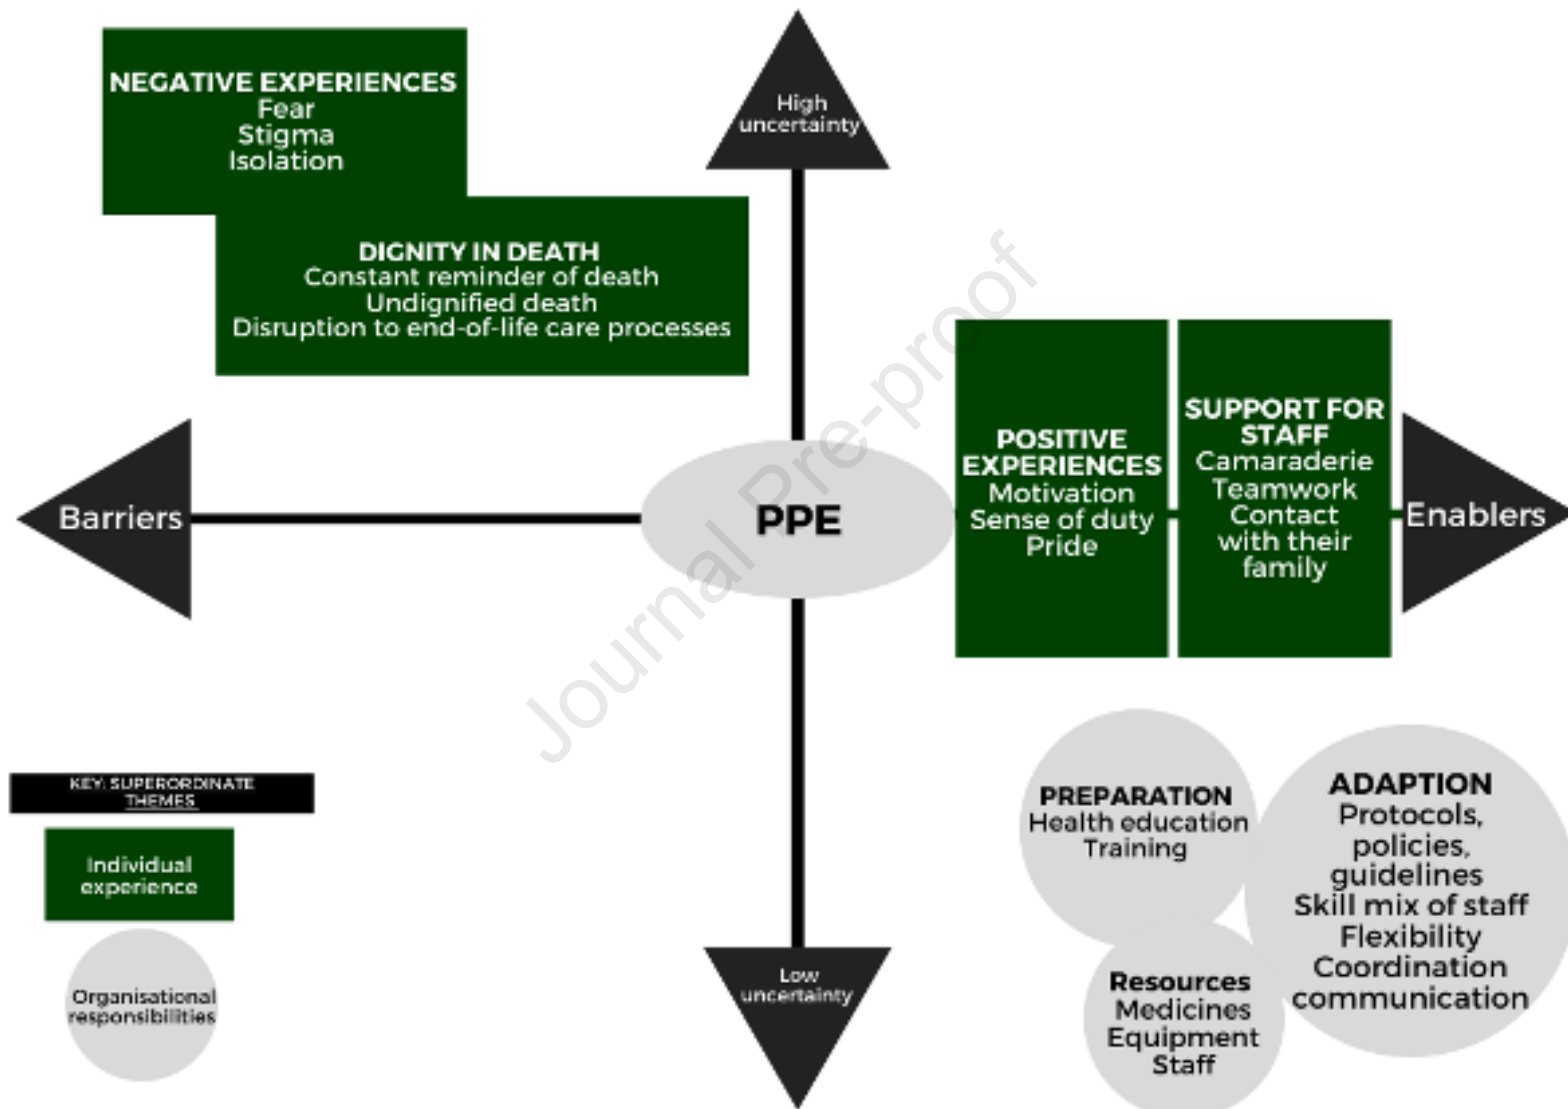 NEGATIVE EXPERIENCES
Fear
Stigma
Isolation
DIGNITY IN DEATH
Constant reminder of death
Undignified death
Disruption to end-of-life care processes
High
uncertainty
Barriers
PPE
POSITIVE
EXPERIENCES
Motivation
Sense of duty
Pride
SUPPORT FOR
STAFF
Camaraderie
Teamwork
Contact
with their
family
Enablers
Journal Pre-proof
KEY: SUPERORDINATE
THEMES
Individual
experience
Organisational
responsibilities
Low
uncertainty
PREPARATION
Health education
Training
Resources
Medicines
Equipment
Staff
ADAPTION
Protocols,
policies,
guidelines
Skill mix of staff
Flexibility
Coordination
communication